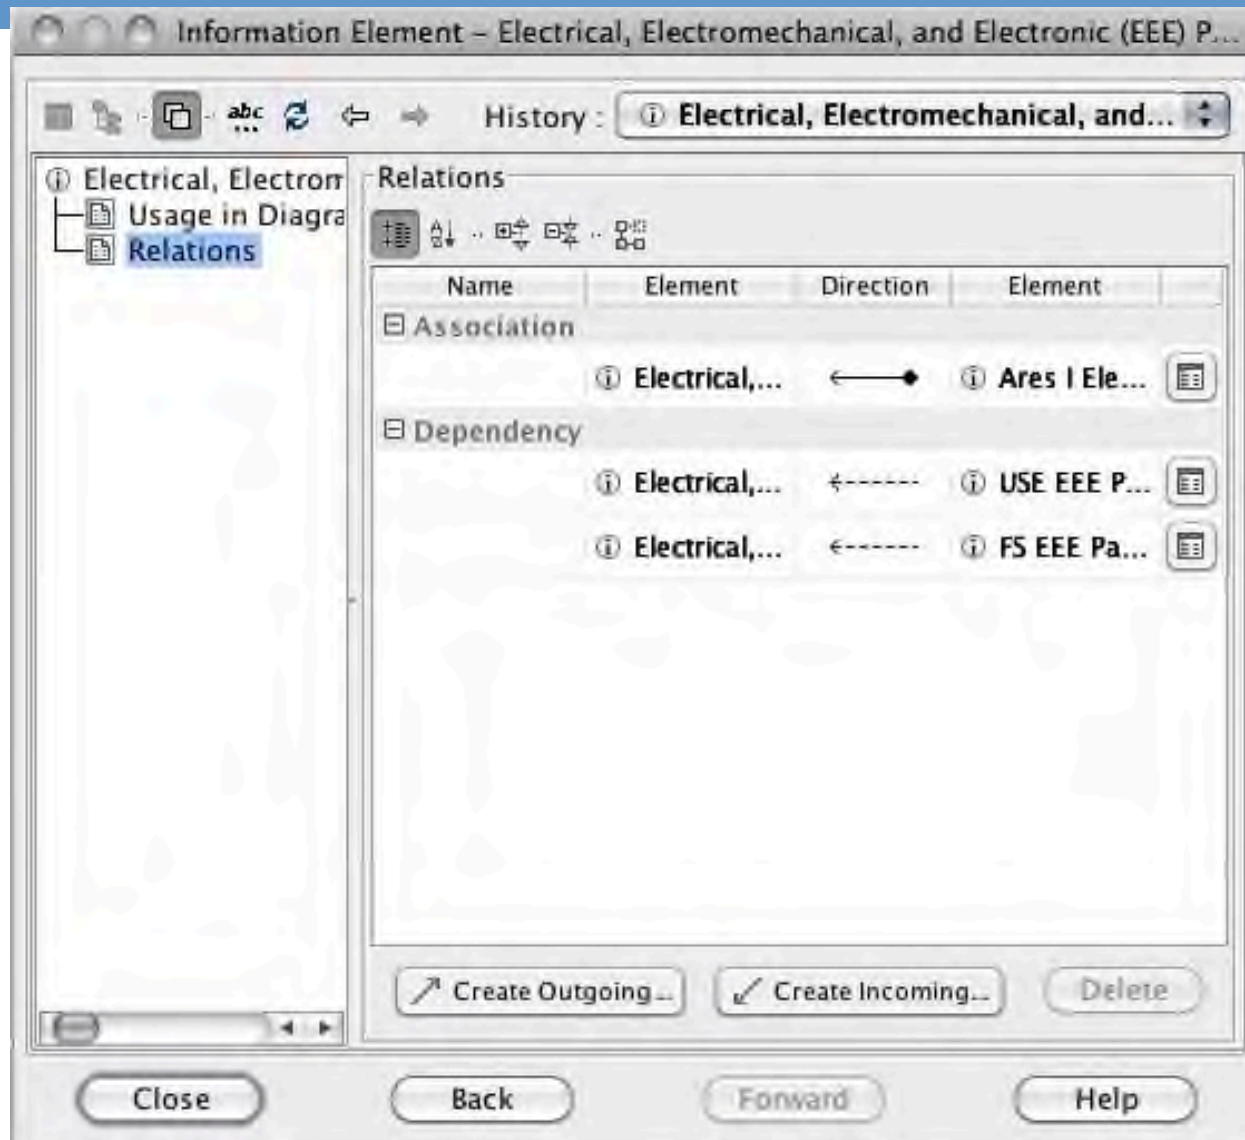 Information Element – Electrical, Electromechanical, and Electronic (EEE) P...
abc History : Electrical, Electromechanical, and...
Electrical, Electrom
Usage in Diagra
Relations
Relations
Name Element Direction Element
Association
Electrical,... Ares I Ele...
Dependency
Electrical,... USE EEE P...
Electrical,... FS EEE Pa...
Create Outgoing... Create Incoming... Delete
Close Back Forward Help